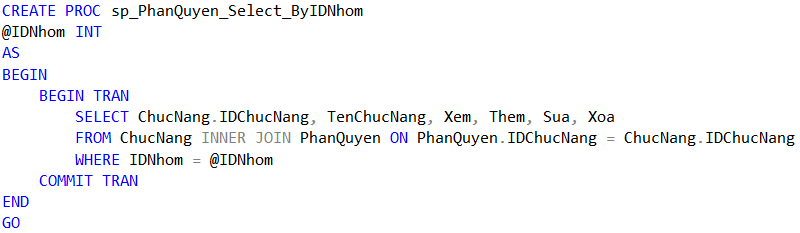 CREATE PROC sp_PhanQuyen_Select_ByIDNhom
@IDNhom INT
AS
BEGIN
    BEGIN TRAN
        SELECT ChucNang.IDChucNang, TenChucNang, Xem, Them, Sua, Xoa
        FROM ChucNang INNER JOIN PhanQuyen ON PhanQuyen.IDChucNang = ChucNang.IDChucNang
        WHERE IDNhom = @IDNhom
    COMMIT TRAN
END
GO